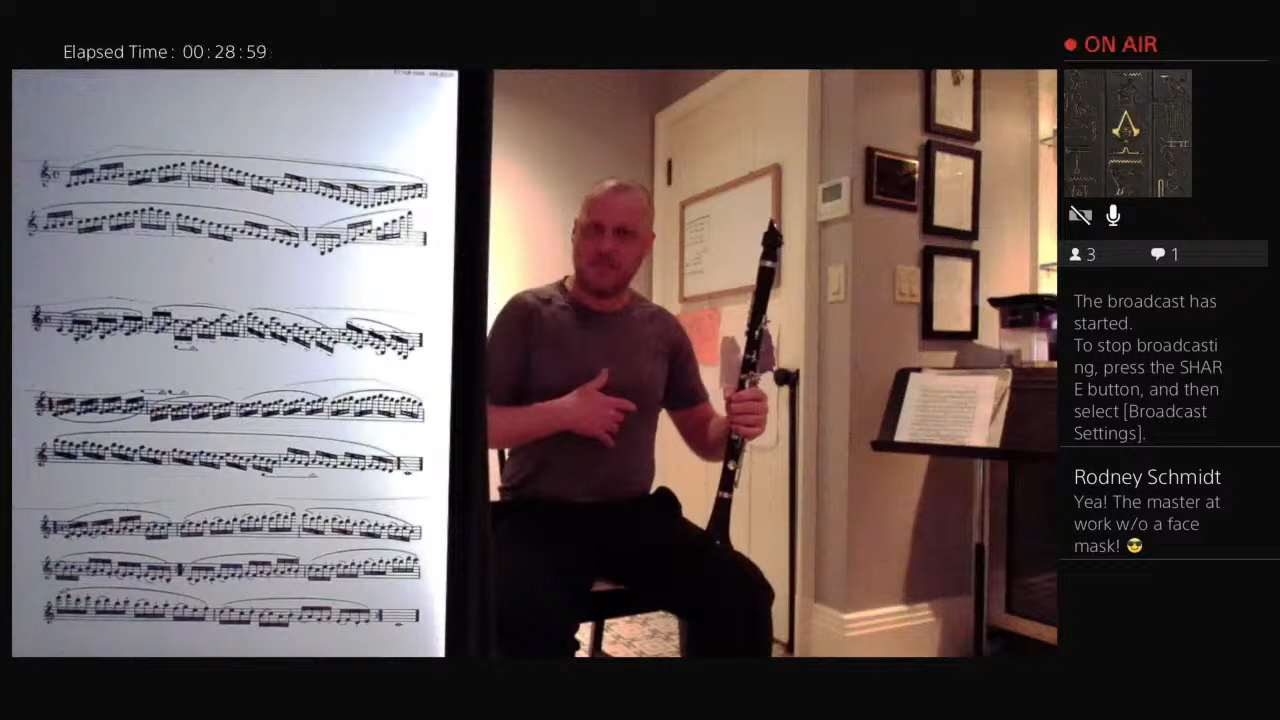 Elapsed Time: 00:28:59
ON AIR
3
1
The broadcast has
started.
To stop broadcasti
ng, press the SHAR
E button, and then
select [Broadcast
Settings].
Rodney Schmidt
Yea! The master at
work w/o a face
mask! 😎